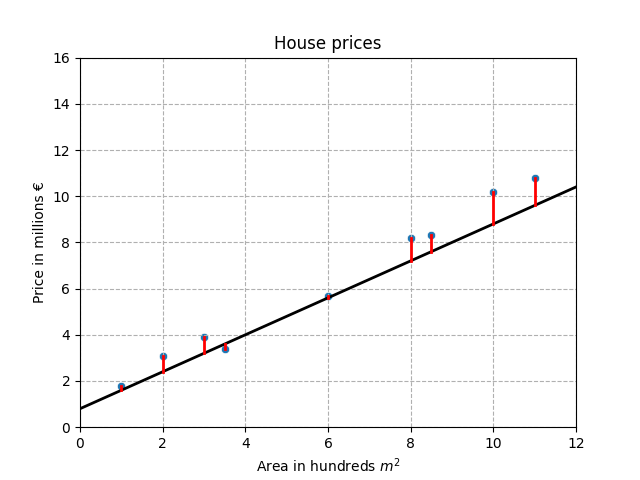 House prices
Price in millions €
16
14
12
10
8
6
4
2
0
0 2 4 6 8 10 12
Area in hundreds m²